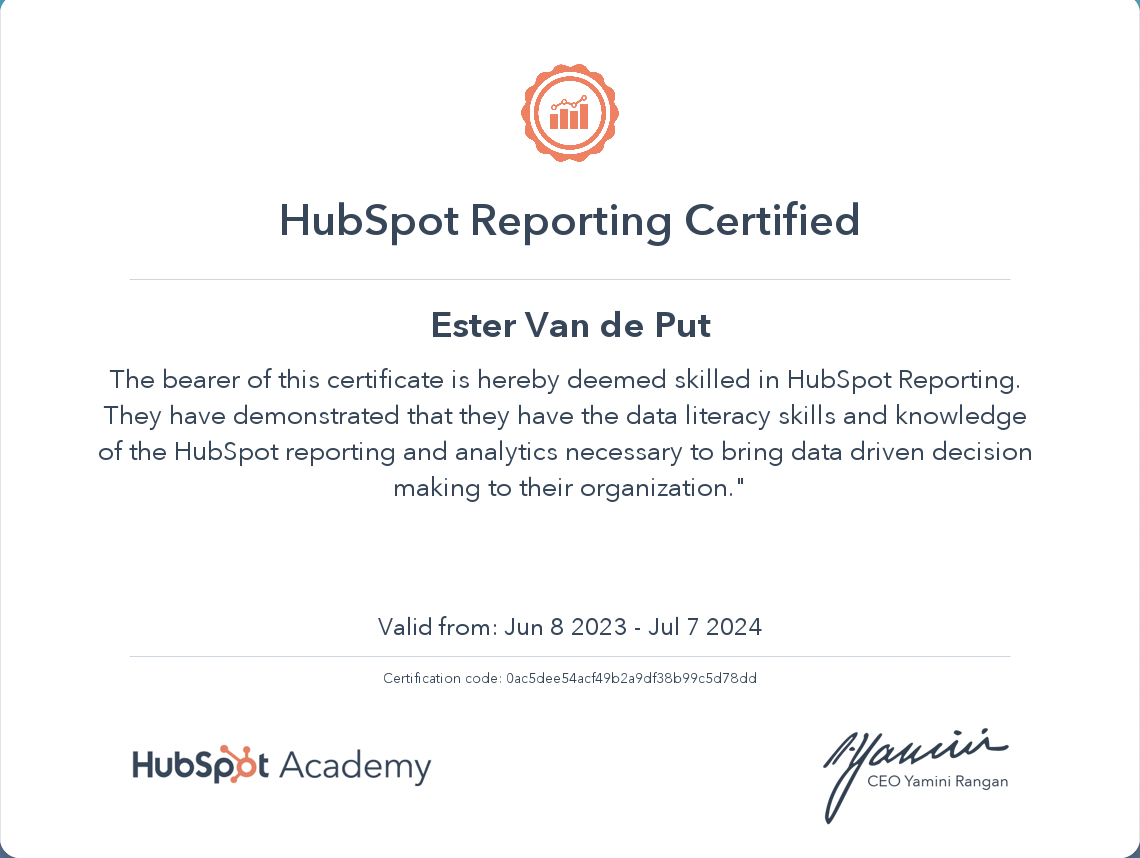 HubSpot Reporting Certified
Ester Van de Put
The bearer of this certificate is hereby deemed skilled in HubSpot Reporting.
They have demonstrated that they have the data literacy skills and knowledge
of the HubSpot reporting and analytics necessary to bring data driven decision
making to their organization."
Valid from: Jun 8 2023 - Jul 7 2024
Certification code: 0ac5dee54acf49b2a9df38b99c5d78dd
HubSpot Academy
Yamini
CEO Yamini Rangan